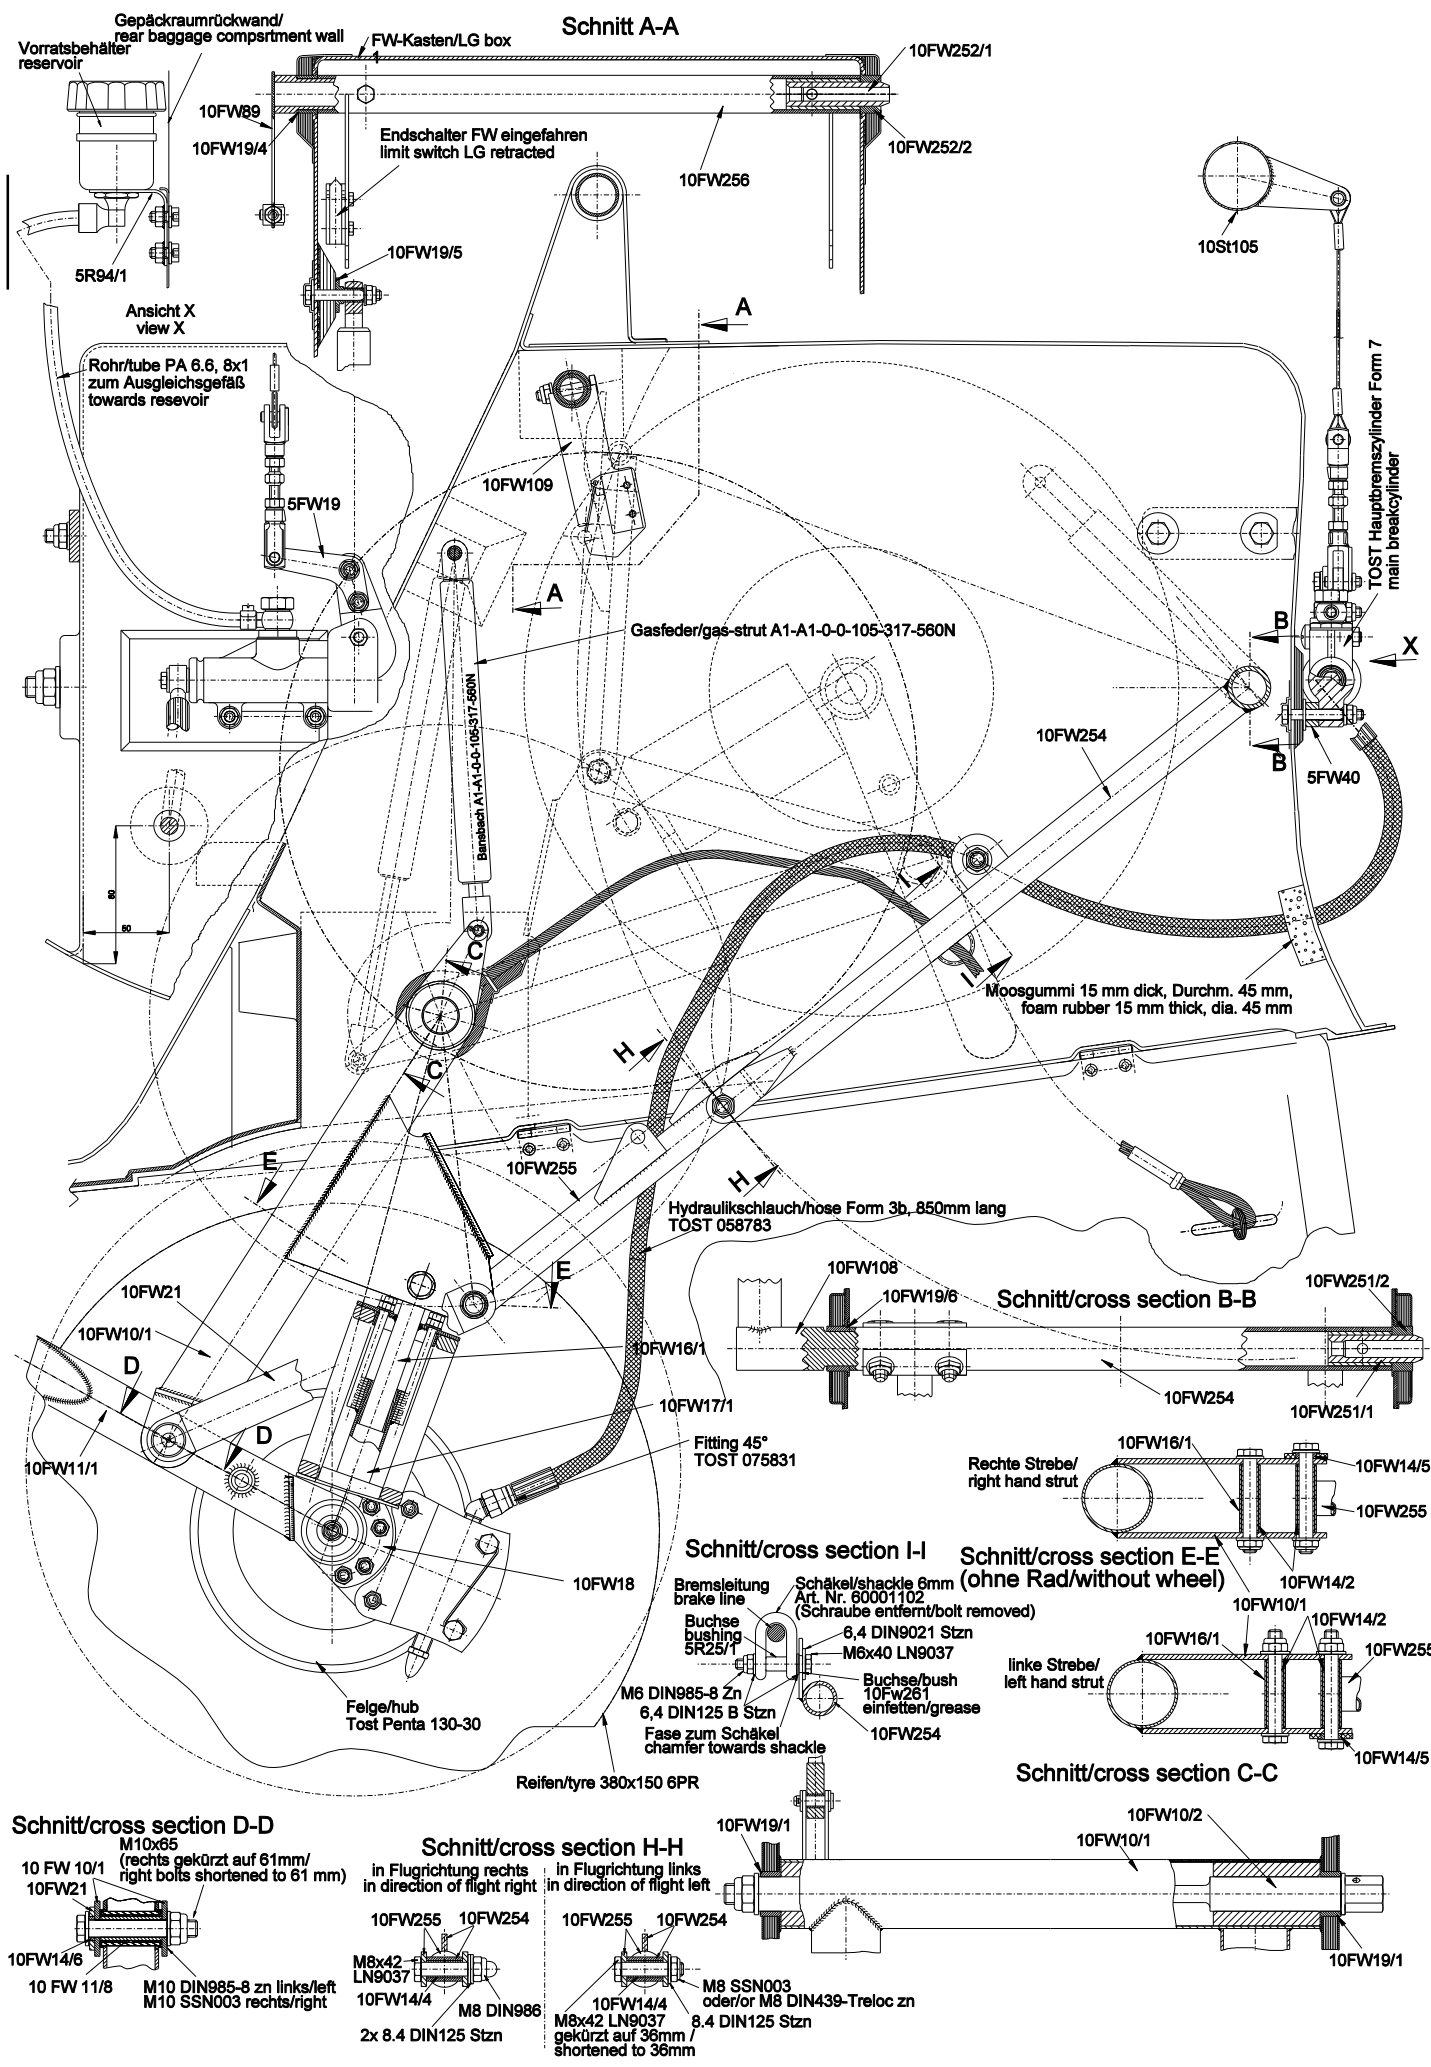 Gepäckraumrückwand/
rear baggage compsrtment wall
Vorratsbehälter
reservoir
5R94/1
Ansicht X
view X
Schnitt A-A
FW-Kasten/LG box
1
10FW89
10FW19/4
Endschalter FW eingefahren
limit switch LG retracted
10FW19/5
10FW256
10FW252/1
10FW252/2
10St105
Rohr/tube PA 6.6, 8x1
zum Ausgleichsgefäß
towards resevoir
5FW19
10FW109
A
A
Gasfeder/gas-strut A1-A1-0-0-105-317-560N
Bansbach A1-A1-0-0-105-317-560N
TOST Hauptbremszylinder Form 7
main breakcylinder
B
B
X
5FW40
10FW254
60
50
C
C
I
I
Moosgummi 15 mm dick, Durchm. 45 mm,
foam rubber 15 mm thick, dia. 45 mm
H
H
E
E
10FW255
Hydraulikschlauch/hose Form 3b, 850mm lang
TOST 058783
10FW21
10FW10/1
D
D
10FW11/1
10FW16/1
10FW17/1
Fitting 45°
TOST 075831
10FW18
Felge/hub
Tost Penta 130-30
Reifen/tyre 380x150 6PR
Schnitt/cross section B-B
10FW108
10FW19/6
10FW251/2
10FW254
10FW251/1
Rechte Strebe/
right hand strut
10FW16/1
10FW14/5
10FW255
10FW14/2
Schnitt/cross section E-E
(ohne Rad/without wheel)
10FW10/1
10FW14/2
10FW16/1
10FW255
linke Strebe/
left hand strut
10FW14/5
Schnitt/cross section I-I
Bremsleitung
brake line
Schäkel/shackle 6mm
Art. Nr. 60001102
(Schraube entfernt/bolt removed)
Buchse
bushing
5R25/1
6,4 DIN9021 Stzn
M6x40 LN9037
M6 DIN985-8 Zn
6,4 DIN125 B Stzn
Buchse/bush
10Fw261
einfetten/grease
Fase zum Schäkel
chamfer towards shackle
10FW254
Schnitt/cross section C-C
10FW19/1
10FW10/1
10FW10/2
10FW19/1
Schnitt/cross section D-D
M10x65
(rechts gekürzt auf 61mm/
right bolts shortened to 61 mm)
10 FW 10/1
10FW21
10FW14/6
10 FW 11/8
M10 DIN985-8 zn links/left
M10 SSN003 rechts/right
Schnitt/cross section H-H
in Flugrichtung rechts
in direction of flight right
10FW255
10FW254
M8x42
LN9037
10FW14/4
M8 DIN986
2x 8.4 DIN125 Stzn
in Flugrichtung links
in direction of flight left
10FW255
10FW254
10FW14/4
M8x42 LN9037
gekürzt auf 36mm /
shortened to 36mm
M8 SSN003
oder/or M8 DIN439-Treloc zn
8.4 DIN125 Stzn